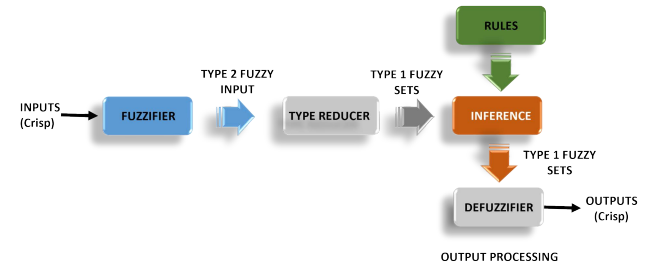 RULES
TYPE 2 FUZZY
INPUT
TYPE 1 FUZZY
SETS
INPUTS
(Crisp)
FUZZIFIER
TYPE REDUCER
INFERENCE
TYPE 1 FUZZY
SETS
DEFUZZIFIER
OUTPUTS
(Crisp)
OUTPUT PROCESSING